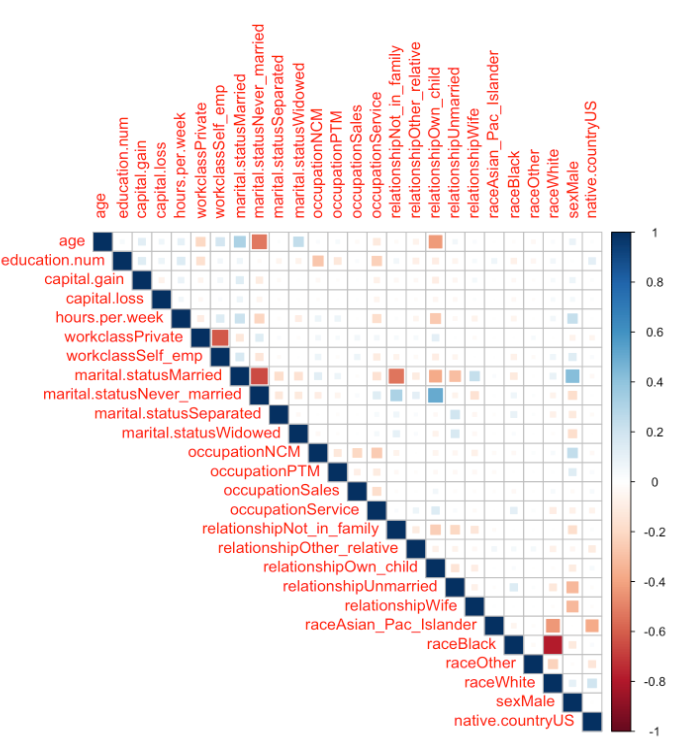 age
education.num
capital.gain
capital.loss
hours.per.week
workclassPrivate
workclassSelf_emp
marital.statusMarried
marital.statusNever_married
marital.statusSeparated
marital.statusWidowed
occupationNCM
occupationPTM
occupationSales
occupationService
relationshipNot_in_family
relationshipOther_relative
relationshipOwn_child
relationshipUnmarried
relationshipWife
raceAsian_Pac_Islander
raceBlack
raceOther
raceWhite
sexMale
native.countryUS
age
education.num
capital.gain
capital.loss
hours.per.week
workclassPrivate
workclassSelf_emp
marital.statusMarried
marital.statusNever_married
marital.statusSeparated
marital.statusWidowed
occupationNCM
occupationPTM
occupationSales
occupationService
relationshipNot_in_family
relationshipOther_relative
relationshipOwn_child
relationshipUnmarried
relationshipWife
raceAsian_Pac_Islander
raceBlack
raceOther
raceWhite
sexMale
native.countryUS
1
0.8
0.6
0.4
0.2
0
-0.2
-0.4
-0.6
-0.8
-1